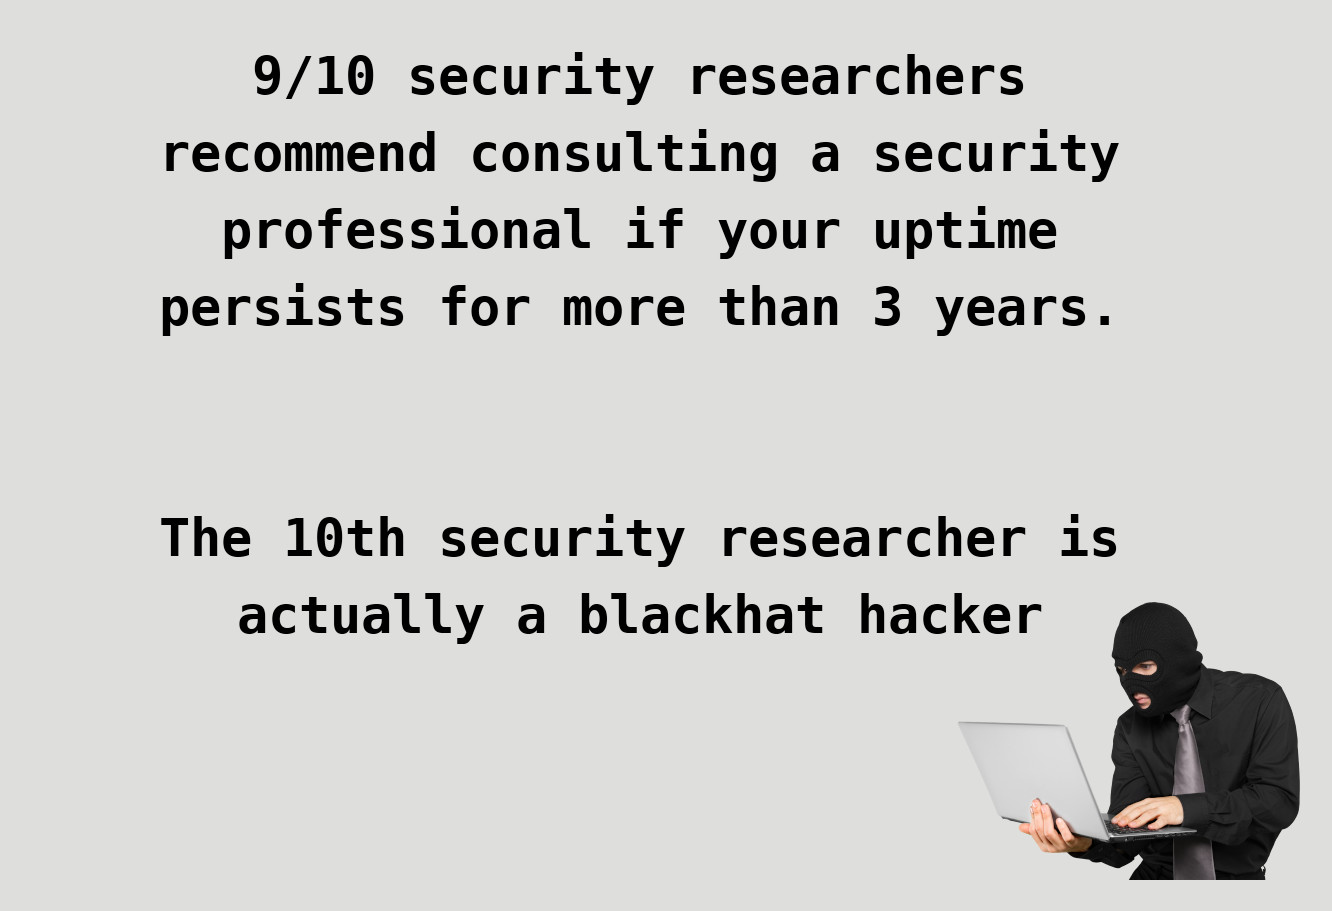 9/10 security researchers
recommend consulting a security
professional if your uptime
persists for more than 3 years.
The 10th security researcher is
actually a blackhat hacker